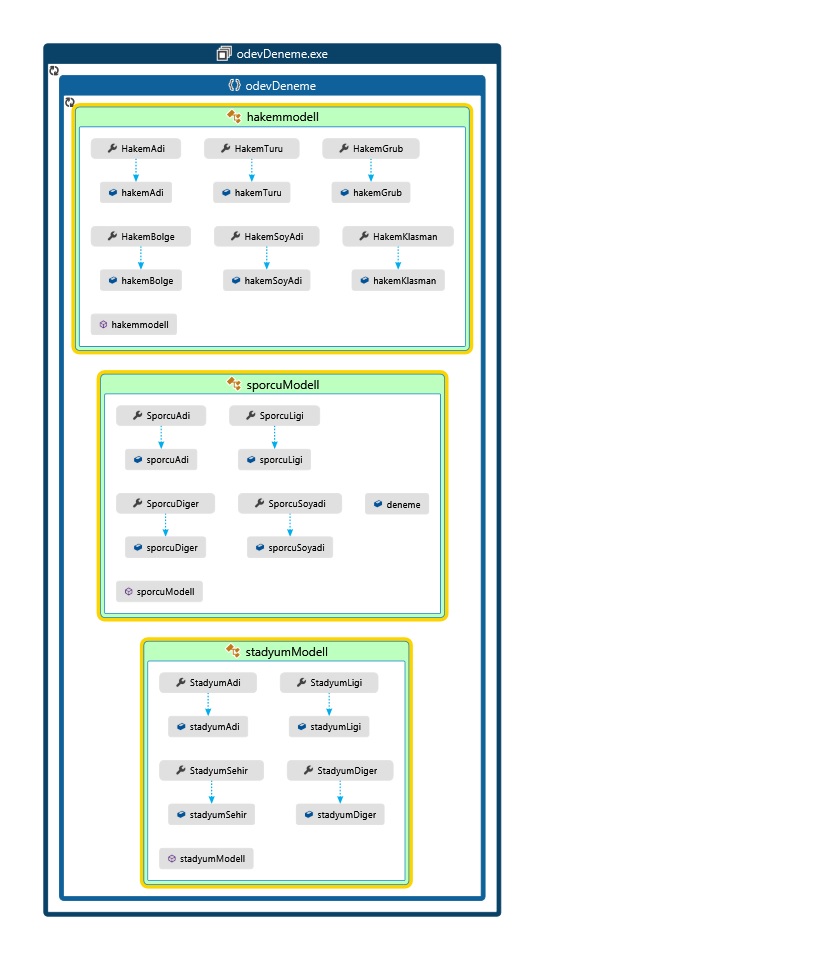 odevDeneme.exe
odevDeneme
hakemmodell
HakemAdi HakemTuru HakemGrub
hakemAdi hakemTuru hakemGrub
HakemBolge HakemSoyAdi HakemKlasman
hakemBolge hakemSoyAdi hakemKlasman
hakemmodell
sporcuModell
SporcuAdi SporcuLigi
sporcuAdi sporcuLigi
SporcuDiger SporcuSoyadi deneme
sporcuDiger sporcuSoyadi
sporcuModell
stadyumModell
StadyumAdi StadyumLigi
stadyumAdi stadyumLigi
StadyumSehir StadyumDiger
stadyumSehir stadyumDiger
stadyumModell